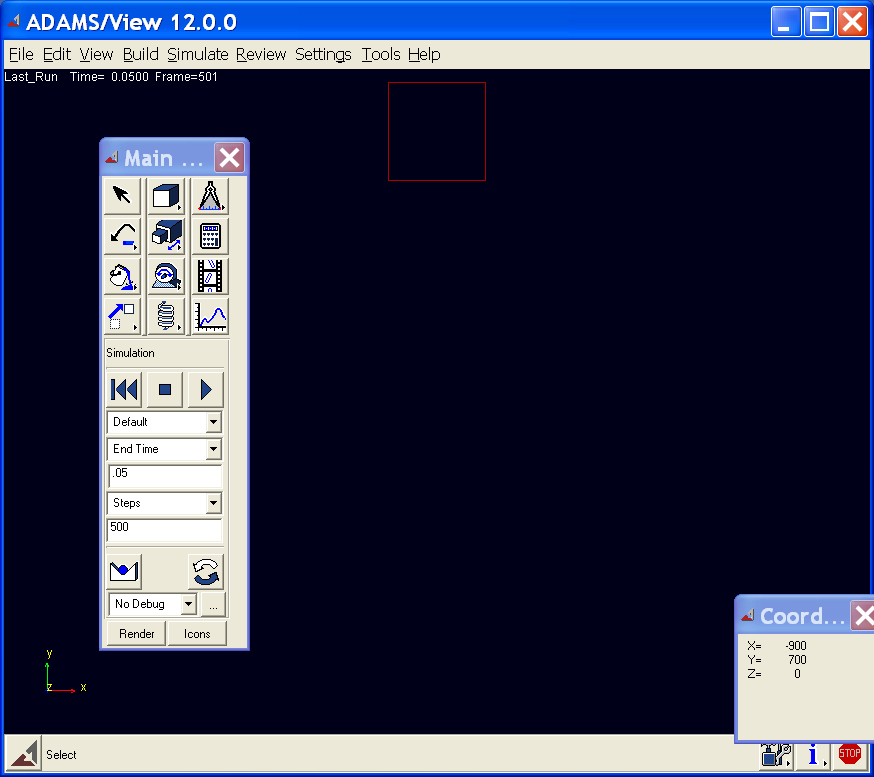 ADAMS/View 12.0.0
File Edit View Build Simulate Review Settings Tools Help
Last_Run Time= 0.0500 Frame=501
Main ...
Simulation
Default
End Time
.05
Steps
500
No Debug ...
Render Icons
Coord...
X= -900
Y= 700
Z= 0
y
z x
Select
i STOP